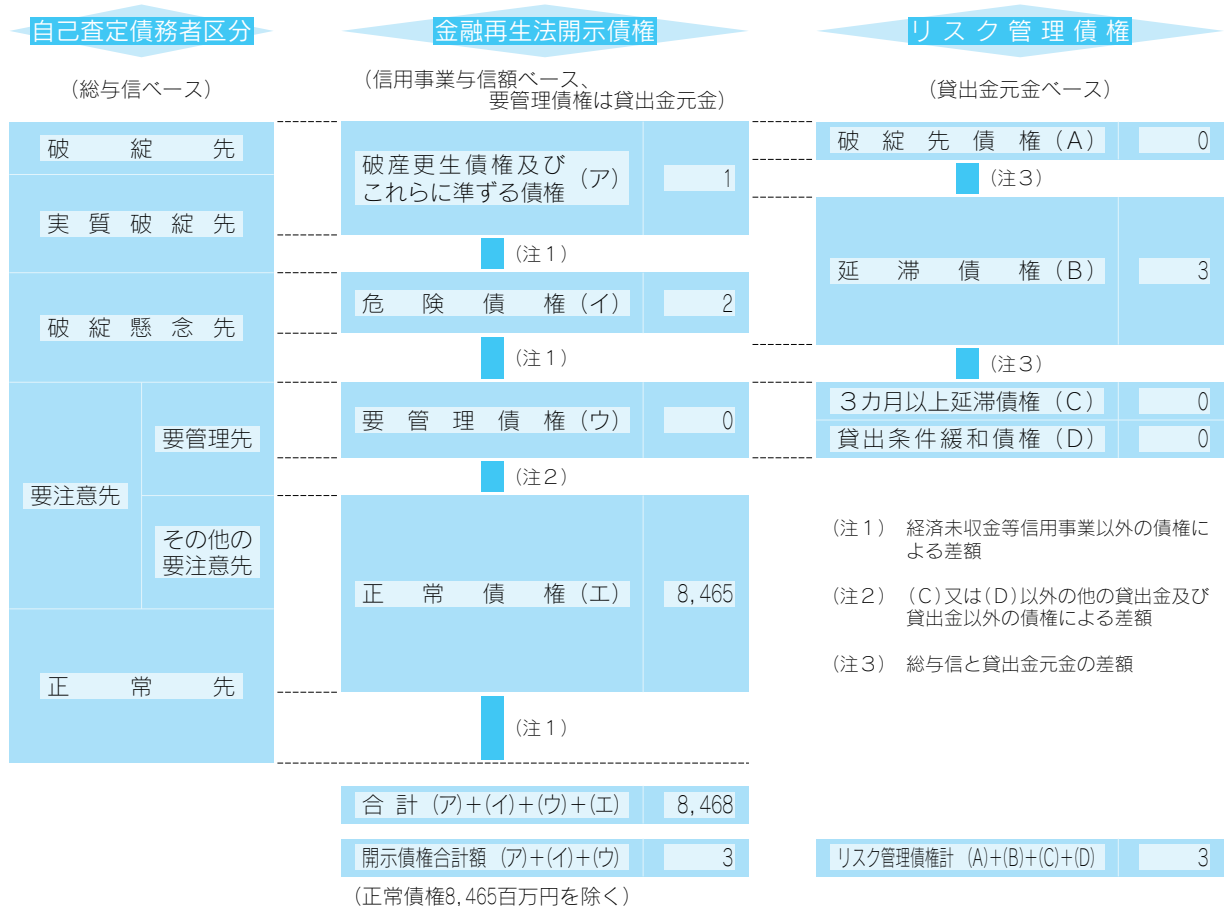 自己査定債務者区分
(総与信ベース)
破綻先
実質破綻先
破綻懸念先
要注意先
要管理先
その他の
要注意先
正常先
金融再生法開示債権
(信用事業与信額ベース、
要管理債権は貸出金元金)
破産更生債権及び
これらに準ずる債権
(ア)
1
(注1)
危険債権(イ)
2
(注1)
要管理債権(ウ)
0
(注2)
正常債権(エ)
8,465
(注1)
合計 (ア)+(イ)+(ウ)+(エ)
8,468
開示債権合計額 (ア)+(イ)+(ウ)
3
(正常債権8,465百万円を除く)
リスク管理債権
(貸出金元金ベース)
破綻先債権(A)
0
(注3)
延滞債権(B)
3
(注3)
3カ月以上延滞債権(C)
0
貸出条件緩和債権(D)
0
(注1) 経済未収金等信用事業以外の債権に
よる差額
(注2) (C)又は(D)以外の他の貸出金及び
貸出金以外の債権による差額
(注3) 総与信と貸出金元金の差額
リスク管理債権計 (A)+(B)+(C)+(D)
3